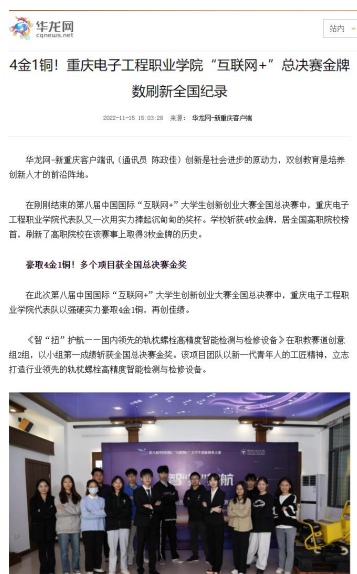 华龙网
cqnews.net
站内
4金1铜！重庆电子工程职业学院“互联网+”总决赛金牌
数刷新全国纪录
2022-11-15 15:03:28 来源： 华龙网-新重庆客户端
华龙网-新重庆客户端讯（通讯员 陈政佳）创新是社会进步的原动力，双创教育是培养
创新人才的前沿阵地。
在刚刚结束的第八届中国国际“互联网+”大学生创新创业大赛全国总决赛中，重庆电子
工程职业学院代表队又一次用实力捧起沉甸甸的奖杯。学校斩获4枚金牌，居全国高职院校榜
首，刷新了高职院校在该赛事上取得3枚金牌的历史。
豪取4金1铜！多个项目获全国总决赛金奖
在此次第八届中国国际“互联网+”大学生创新创业大赛全国总决赛中，重庆电子工程职
业学院代表队以强硬实力豪取4金1铜，再创佳绩。
《智“扭”护航——国内领先的轨枕螺栓高精度智能检测与检修设备》在职教赛道创意
组2组，以小组第一成绩斩获全国总决赛金奖。该项目团队以新一代青年人的工匠精神，立志
打造行业领先的轨枕螺栓高精度智能检测与检修设备。